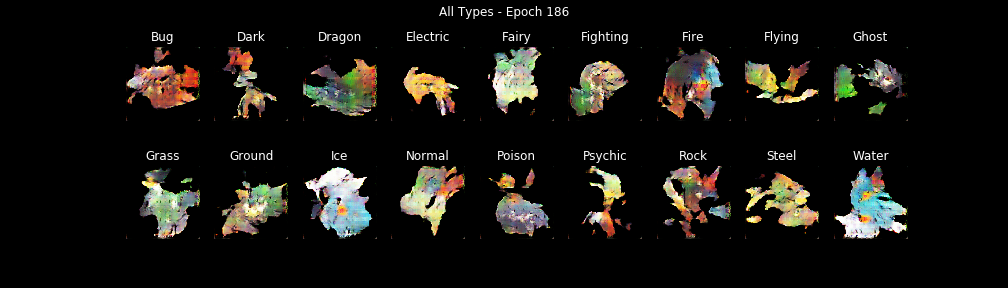 All Types - Epoch 186
Bug Dark Dragon Electric Fairy Fighting Fire Flying Ghost
Grass Ground Ice Normal Poison Psychic Rock Steel Water